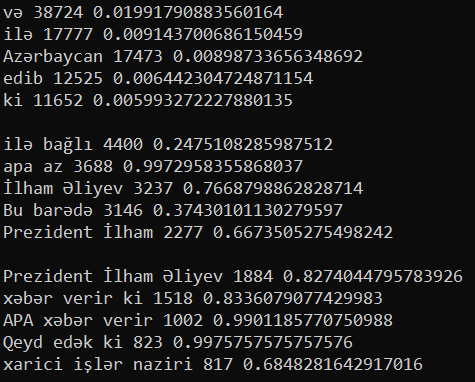 və 38724 0.01991790883560164
ilə 17777 0.009143700686150459
Azərbaycan 17473 0.00898733656348692
edib 12525 0.006442304724871154
ki 11652 0.005993272227880135
ilə bağlı 4400 0.2475108285987512
apa az 3688 0.9972958355868037
İlham Əliyev 3237 0.7668798862828714
Bu barədə 3146 0.37430101130279597
Prezident İlham 2277 0.6673505275498242
Prezident İlham Əliyev 1884 0.8274044795783926
xəbər verir ki 1518 0.8336079077429983
APA xəbər verir 1002 0.9901185770750988
Qeyd edək ki 823 0.9975757575757576
xarici işlər naziri 817 0.6848281642917016